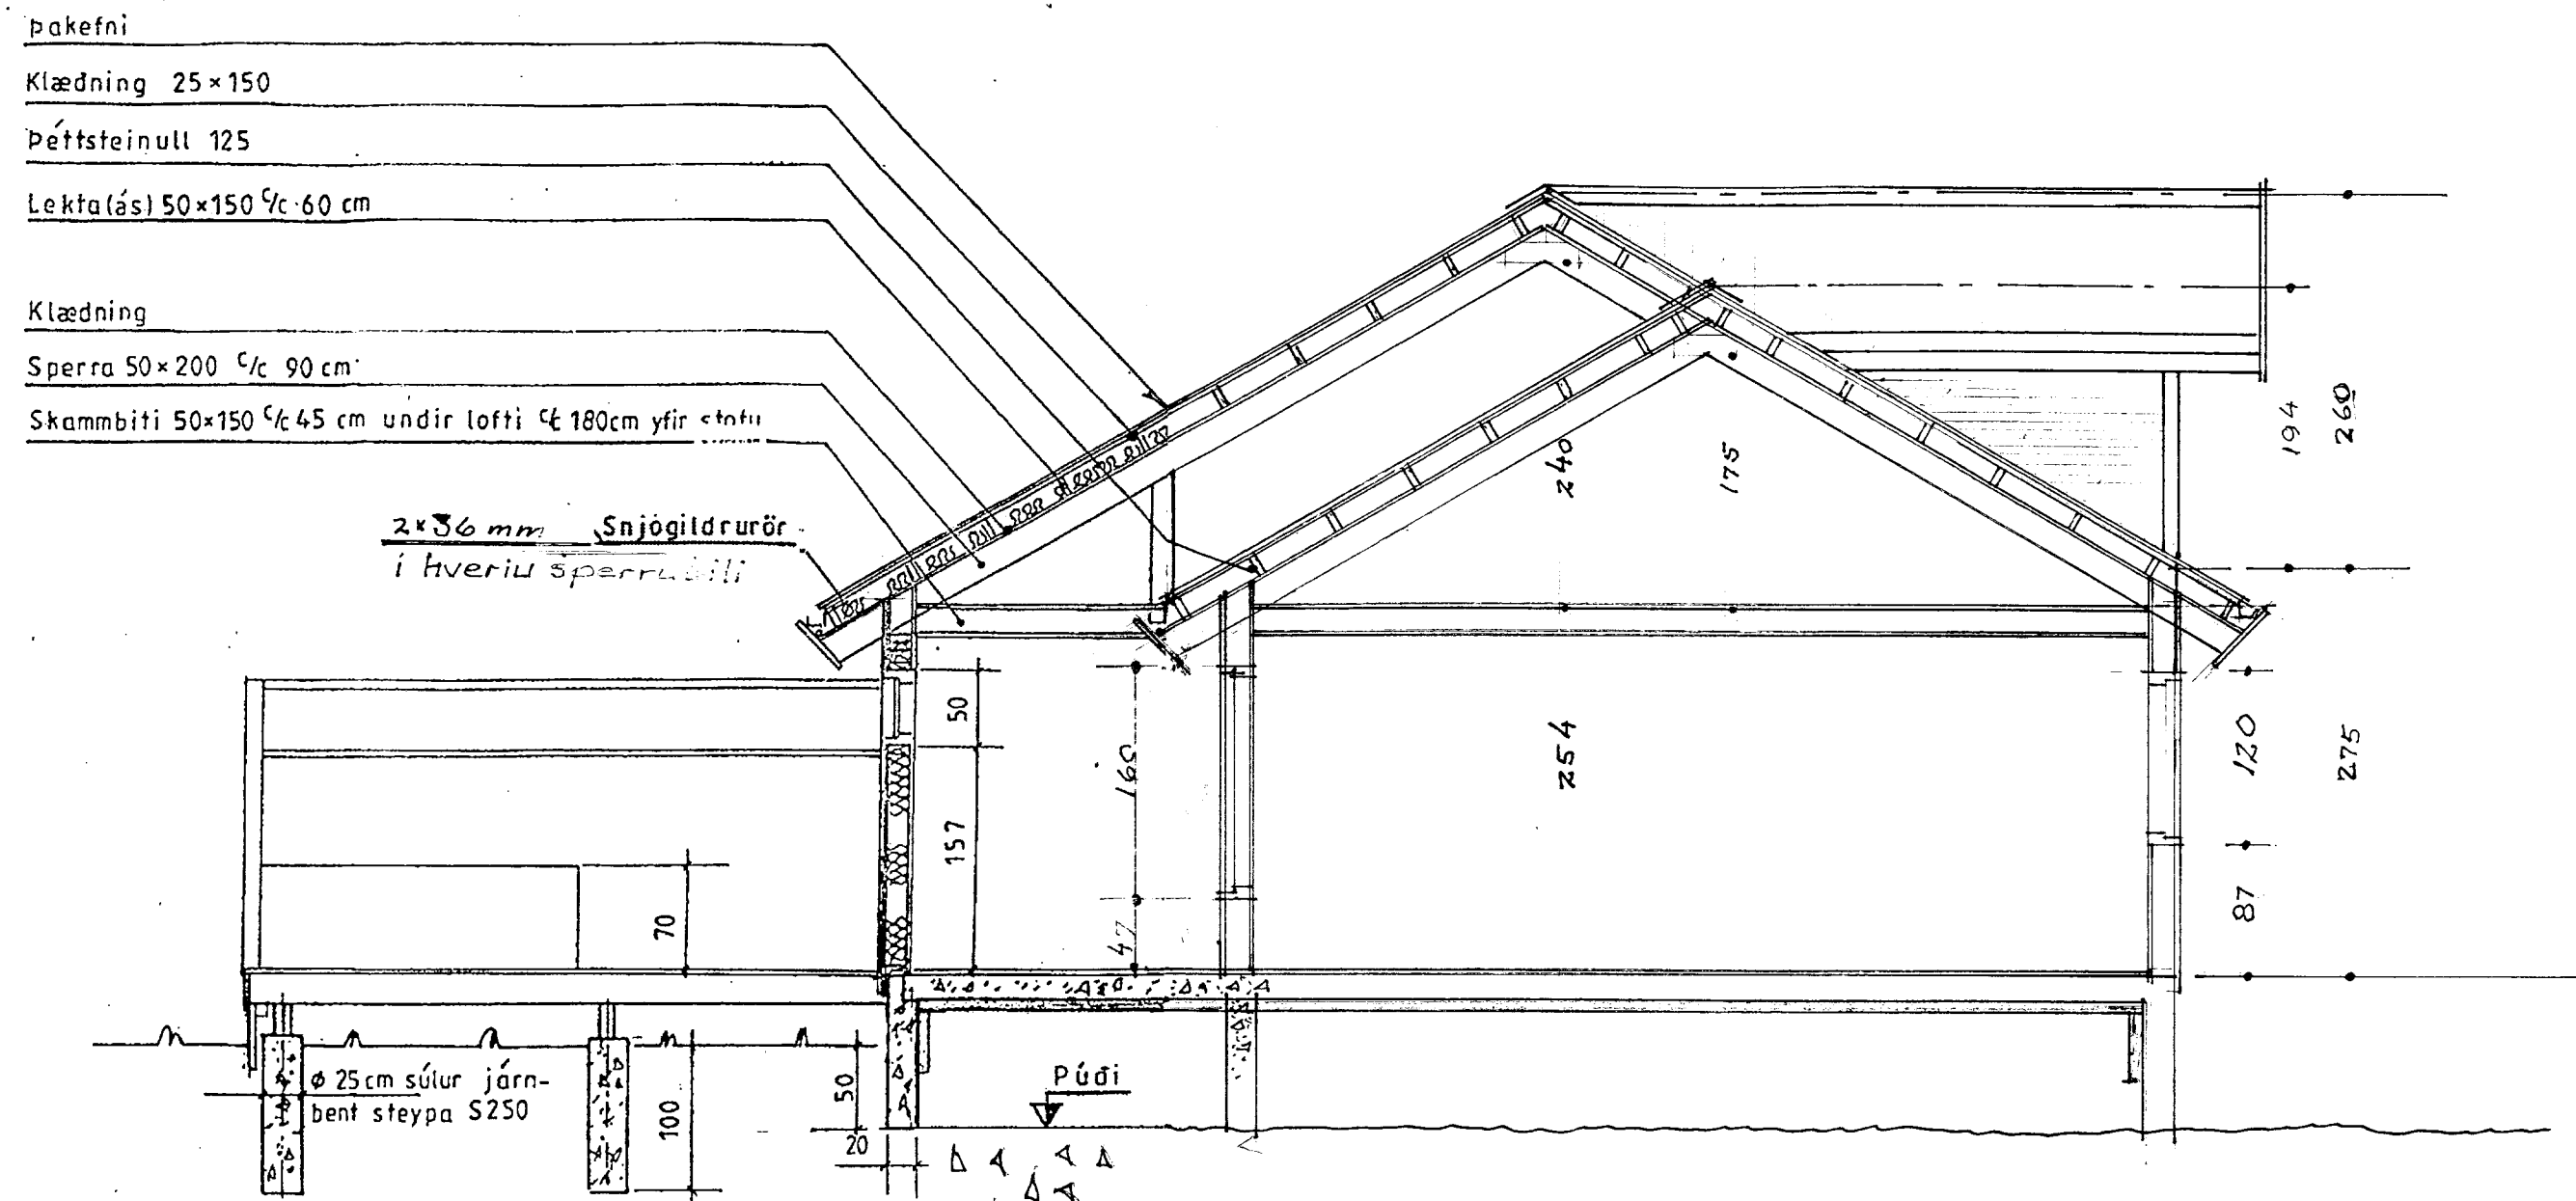 Þakefni
Klæðning 25×150
Þéttsteinull 125
Lekta(ás) 50×150 c/c 60 cm
Klæðning
Sperra 50×200 c/c 90 cm
Skammbiti 50×150 c/c 45 cm undir lofti c/c 180cm yfir stofu
2×36 mm Snjógildrurör
í hveriu sperrubili
194
260
240
175
50
160
157
254
120
275
70
47
87
ø 25cm súlur járn-
bent steypa S250
100
50
20
Púði